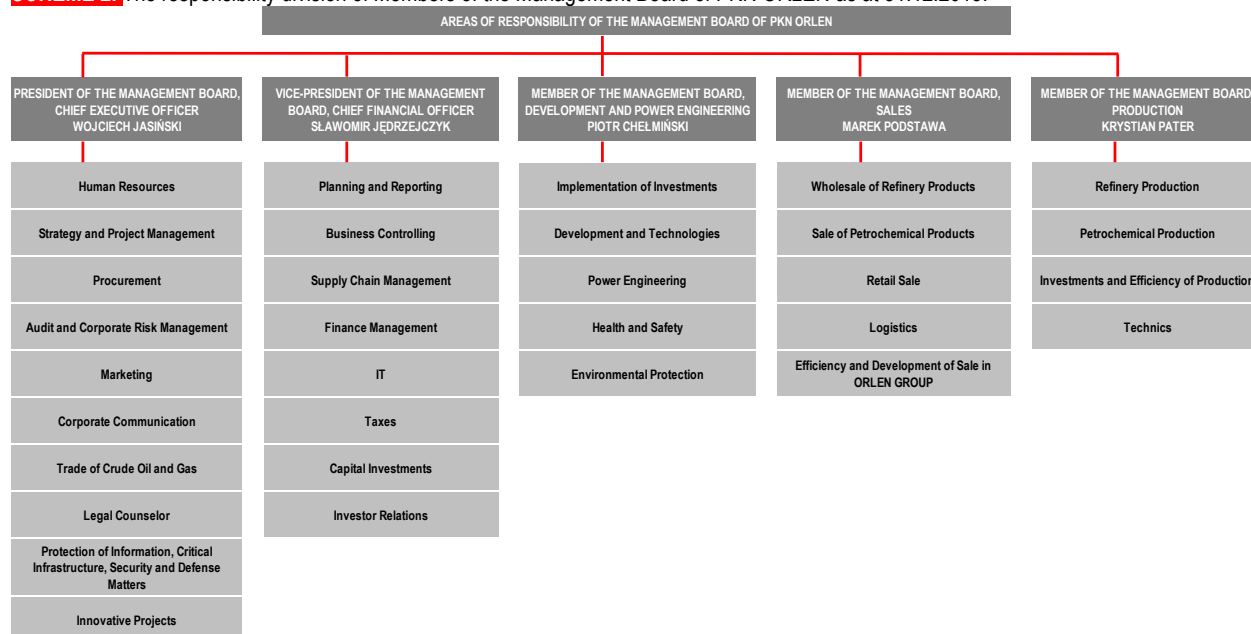 AREAS OF RESPONSIBILITY OF THE MANAGEMENT BOARD OF PKN ORLEN
PRESIDENT OF THE MANAGEMENT BOARD,
CHIEF EXECUTIVE OFFICER
WOJCIECH JASIŃSKI
Human Resources
Strategy and Project Management
Procurement
Audit and Corporate Risk Management
Marketing
Corporate Communication
Trade of Crude Oil and Gas
Legal Counselor
Protection of Information, Critical
Infrastructure, Security and Defense
Matters
Innovative Projects
VICE-PRESIDENT OF THE MANAGEMENT
BOARD, CHIEF FINANCIAL OFFICER
SŁAWOMIR JĘDRZEJCZYK
Planning and Reporting
Business Controlling
Supply Chain Management
Finance Management
IT
Taxes
Capital Investments
Investor Relations
MEMBER OF THE MANAGEMENT BOARD,
DEVELOPMENT AND POWER ENGINEERING
PIOTR CHEŁMIŃSKI
Implementation of Investments
Development and Technologies
Power Engineering
Health and Safety
Environmental Protection
MEMBER OF THE MANAGEMENT BOARD,
SALES
MAREK PODSTAWA
Wholesale of Refinery Products
Sale of Petrochemical Products
Retail Sale
Logistics
Efficiency and Development of Sale in
ORLEN GROUP
MEMBER OF THE MANAGEMENT BOARD
PRODUCTION
KRYSTIAN PATER
Refinery Production
Petrochemical Production
Investments and Efficiency of Production
Technics